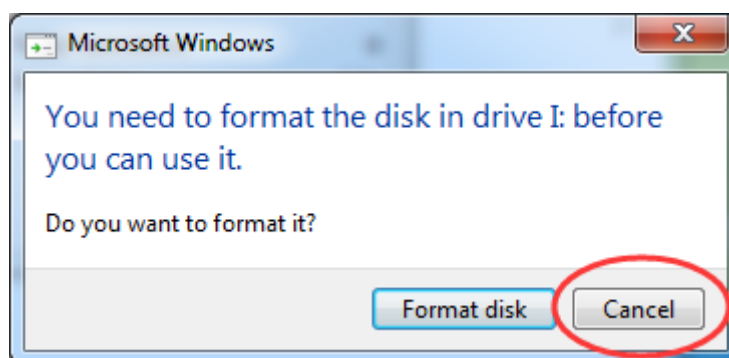 Microsoft Windows
You need to format the disk in drive I: before
you can use it.
Do you want to format it?
Format disk
Cancel